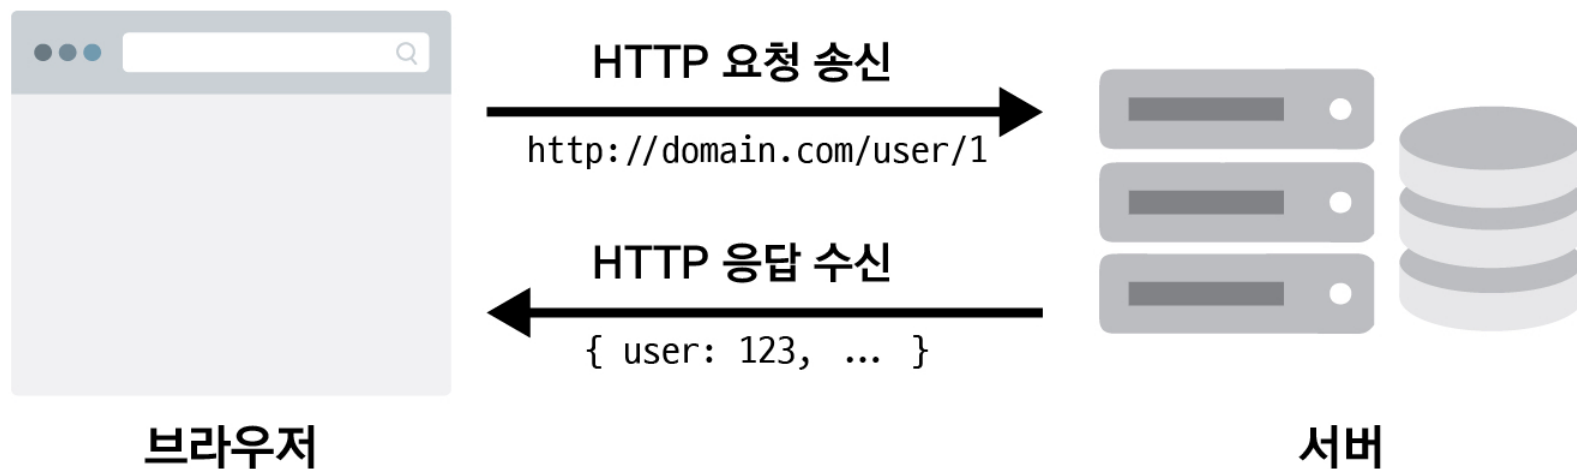 HTTP 요청 송신
http://domain.com/user/1
HTTP 응답 수신
{ user: 123, ... }
브라우저
서버